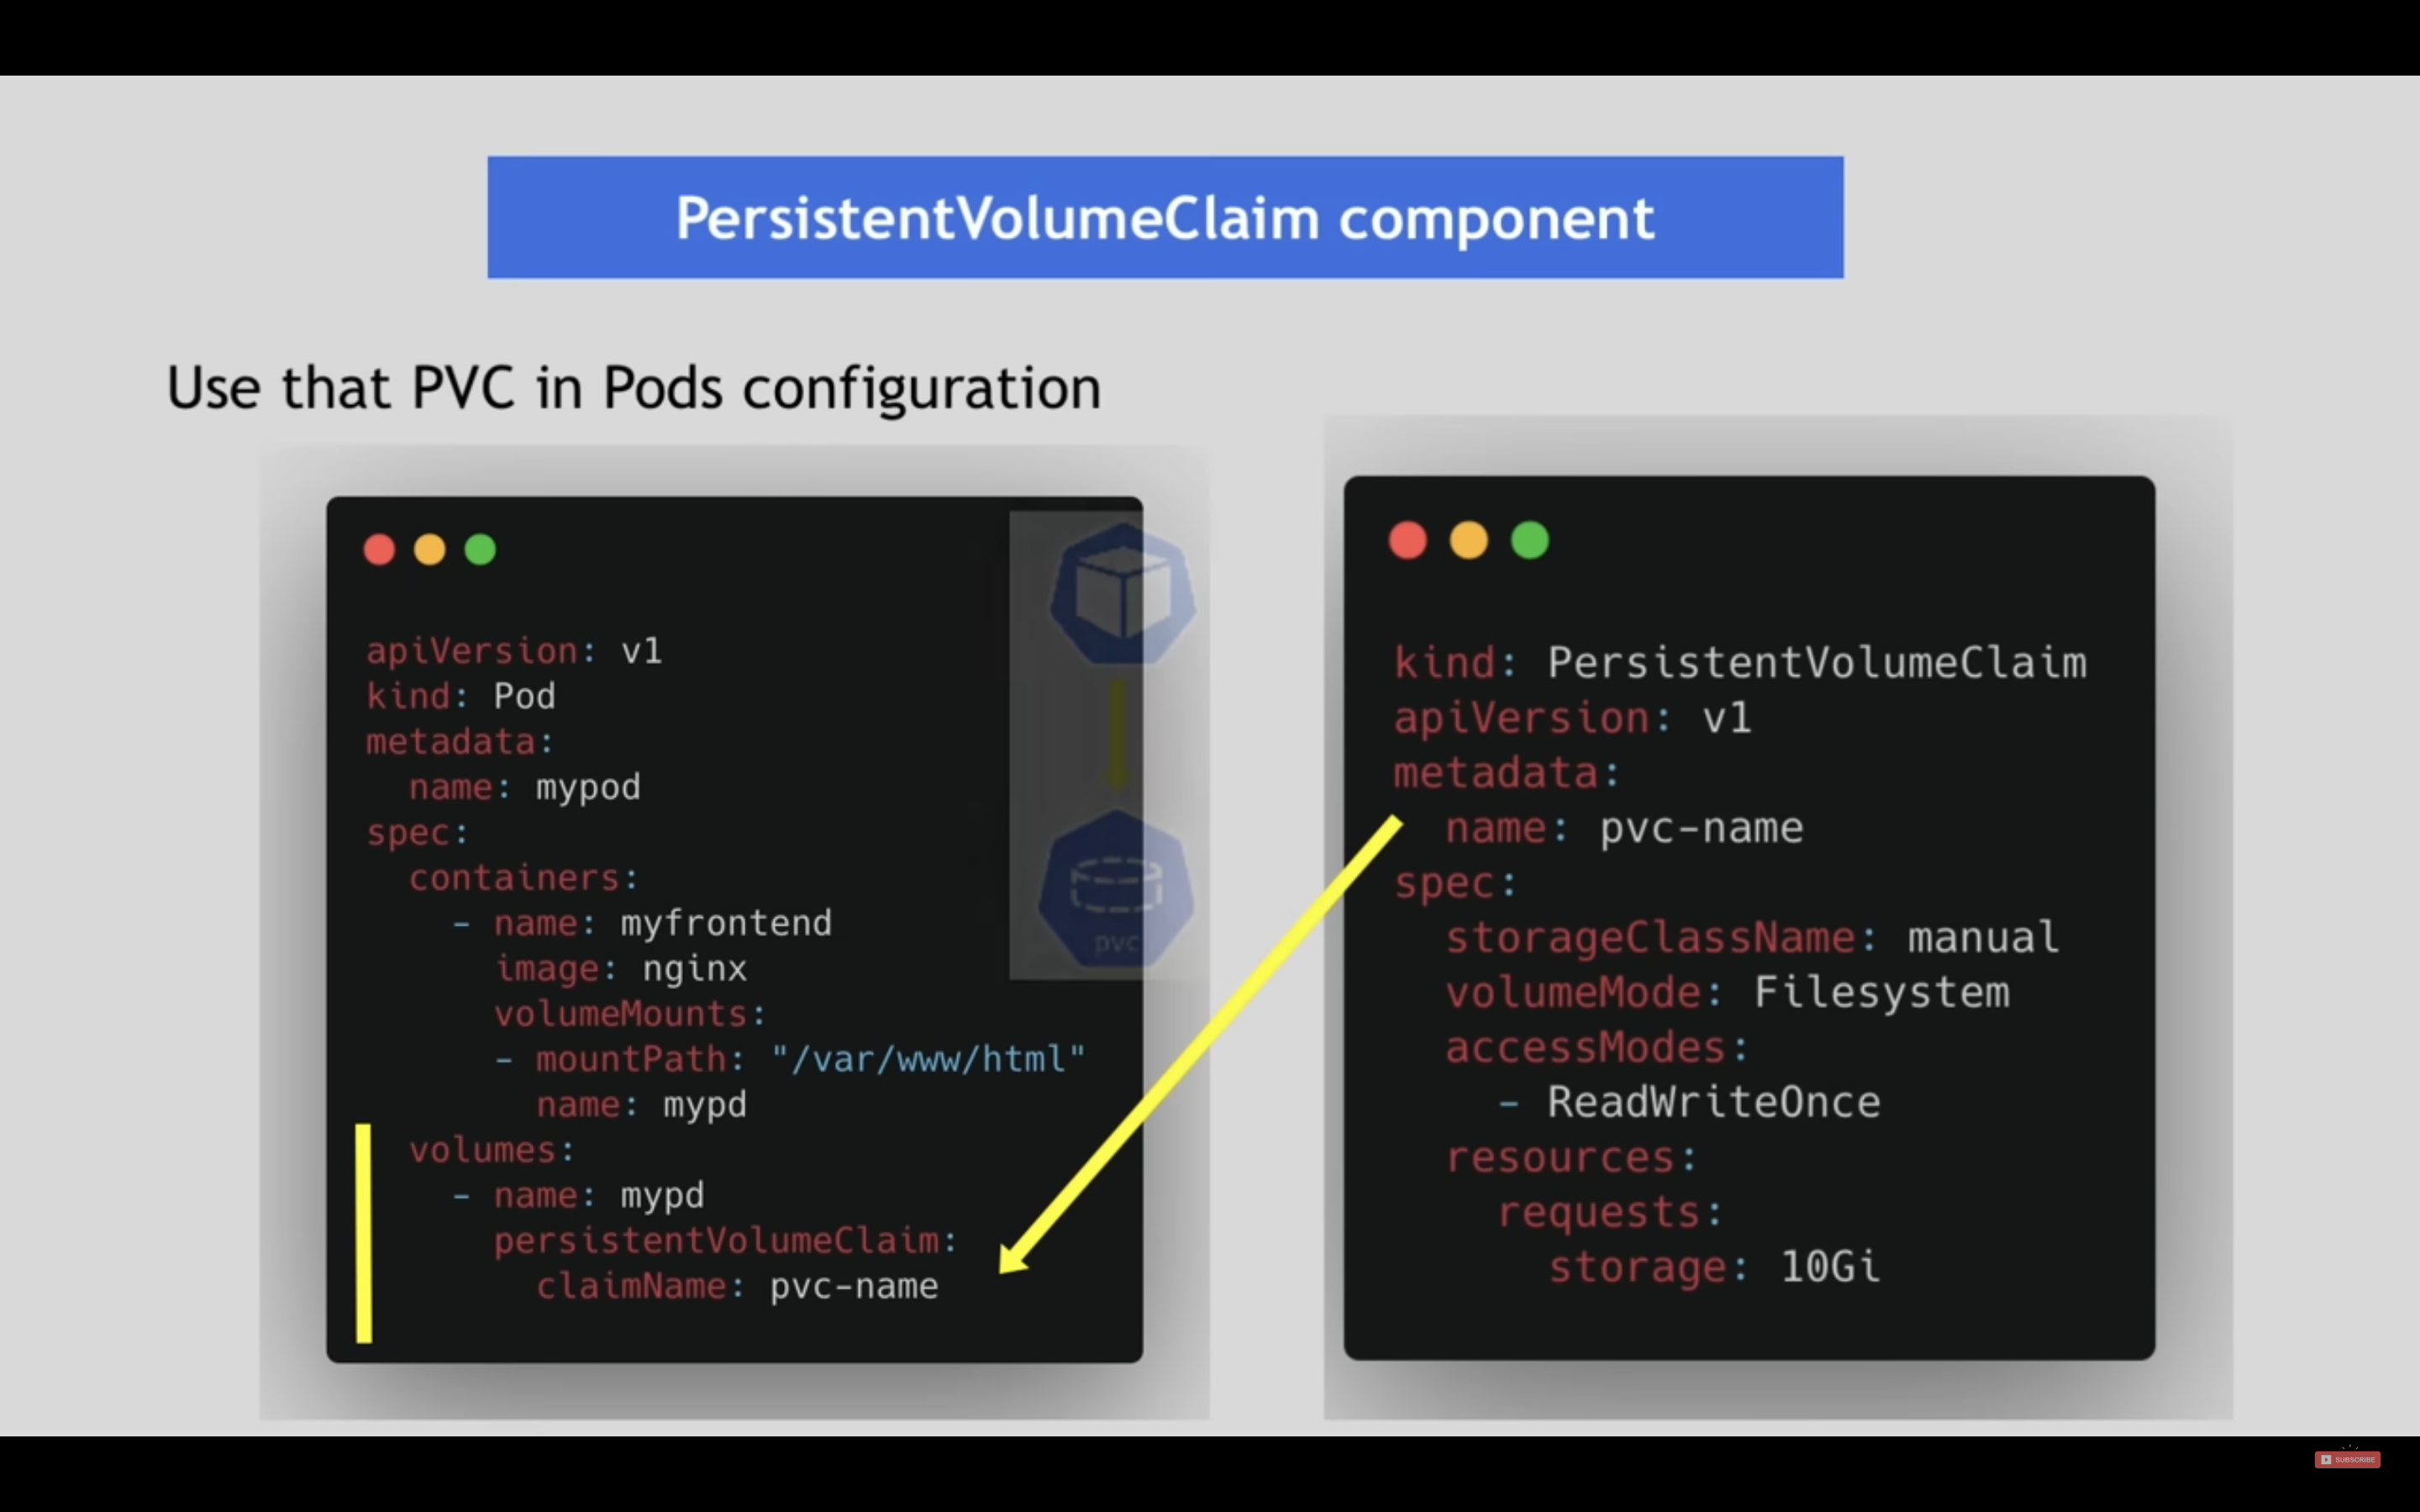 PersistentVolumeClaim component
Use that PVC in Pods configuration
apiVersion: v1
kind: Pod
metadata:
  name: mypod
spec:
  containers:
    - name: myfrontend
      image: nginx
      volumeMounts:
      - mountPath: "/var/www/html"
        name: mypd
  volumes:
    - name: mypd
      persistentVolumeClaim:
        claimName: pvc-name
pvc
kind: PersistentVolumeClaim
apiVersion: v1
metadata:
  name: pvc-name
spec:
  storageClassName: manual
  volumeMode: Filesystem
  accessModes:
    - ReadWriteOnce
  resources:
    requests:
      storage: 10Gi
SUBSCRIBE